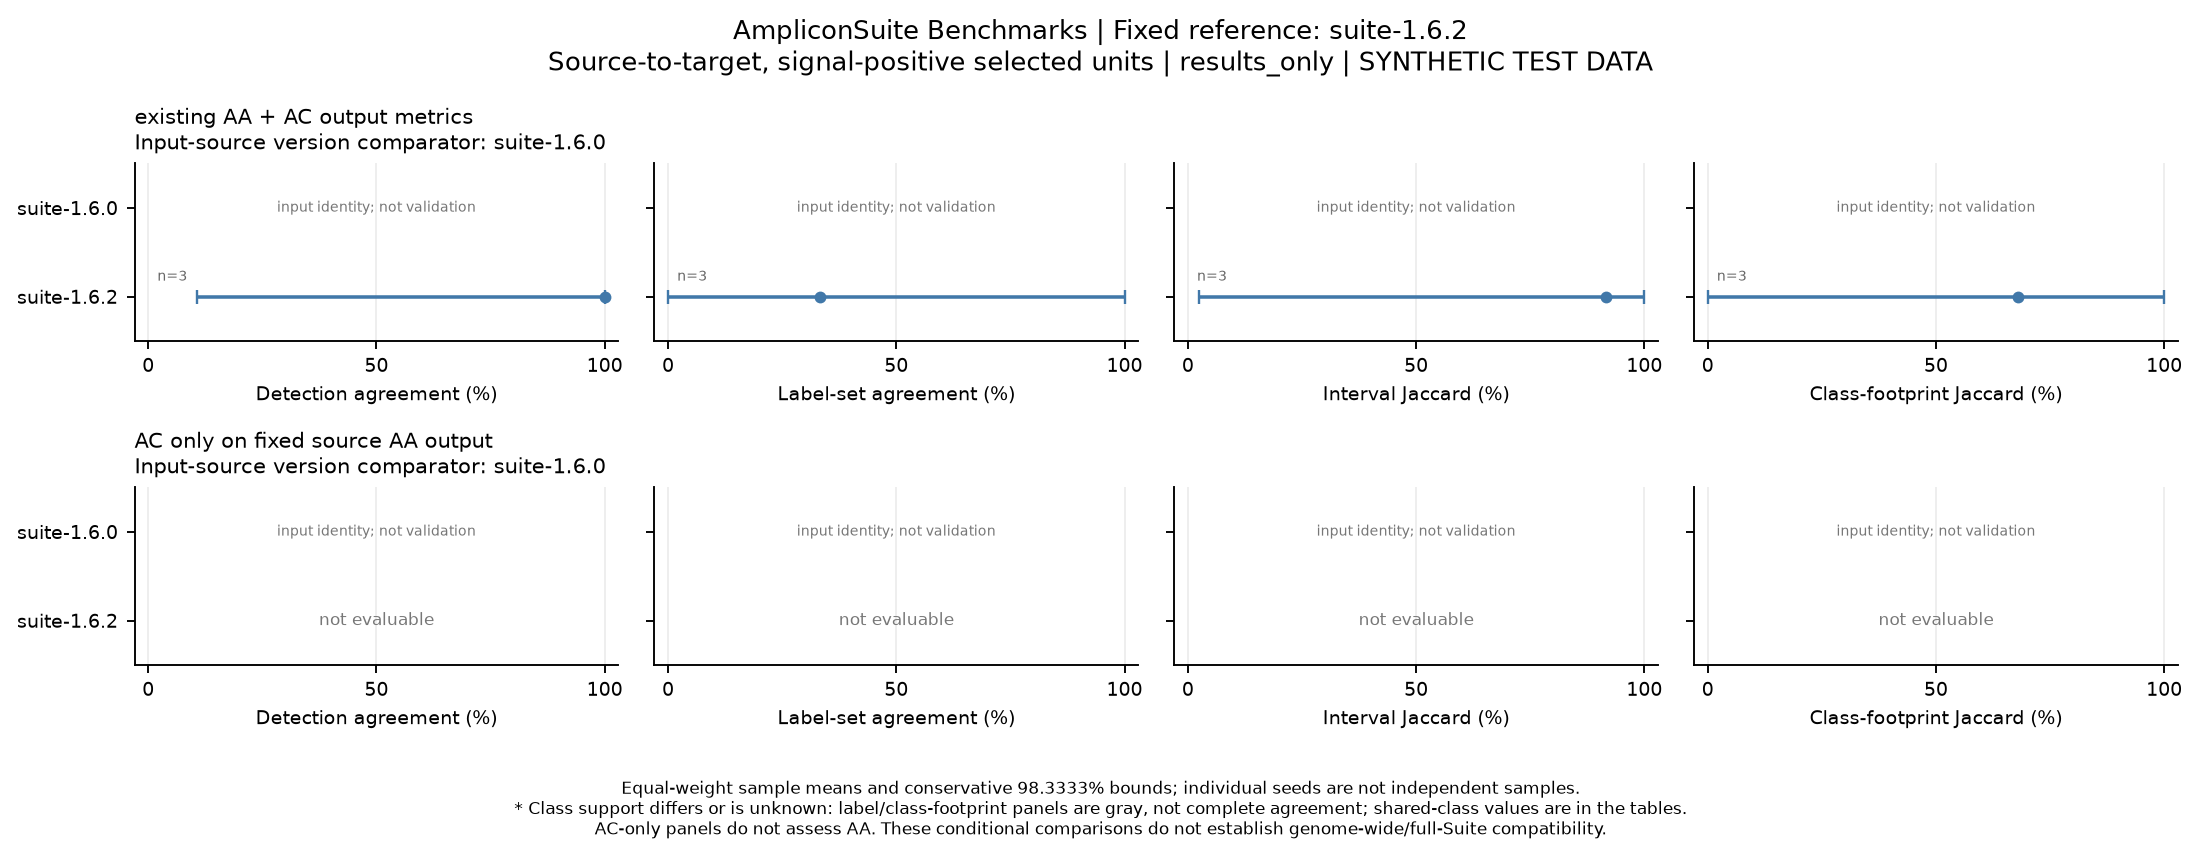 AmpliconSuite Benchmarks | Fixed reference: suite-1.6.2
Source-to-target, signal-positive selected units | results_only | SYNTHETIC TEST DATA
existing AA + AC output metrics
Input-source version comparator: suite-1.6.0
suite-1.6.0
input identity; not validation
input identity; not validation
input identity; not validation
input identity; not validation
n=3
n=3
n=3
n=3
suite-1.6.2
0 50 100
0 50 100
0 50 100
0 50 100
Detection agreement (%)
Label-set agreement (%)
Interval Jaccard (%)
Class-footprint Jaccard (%)
AC only on fixed source AA output
Input-source version comparator: suite-1.6.0
suite-1.6.0
input identity; not validation
input identity; not validation
input identity; not validation
input identity; not validation
suite-1.6.2
not evaluable
not evaluable
not evaluable
not evaluable
0 50 100
0 50 100
0 50 100
0 50 100
Detection agreement (%)
Label-set agreement (%)
Interval Jaccard (%)
Class-footprint Jaccard (%)
Equal-weight sample means and conservative 98.3333% bounds; individual seeds are not independent samples.
* Class support differs or is unknown: label/class-footprint panels are gray, not complete agreement; shared-class values are in the tables.
AC-only panels do not assess AA. These conditional comparisons do not establish genome-wide/full-Suite compatibility.